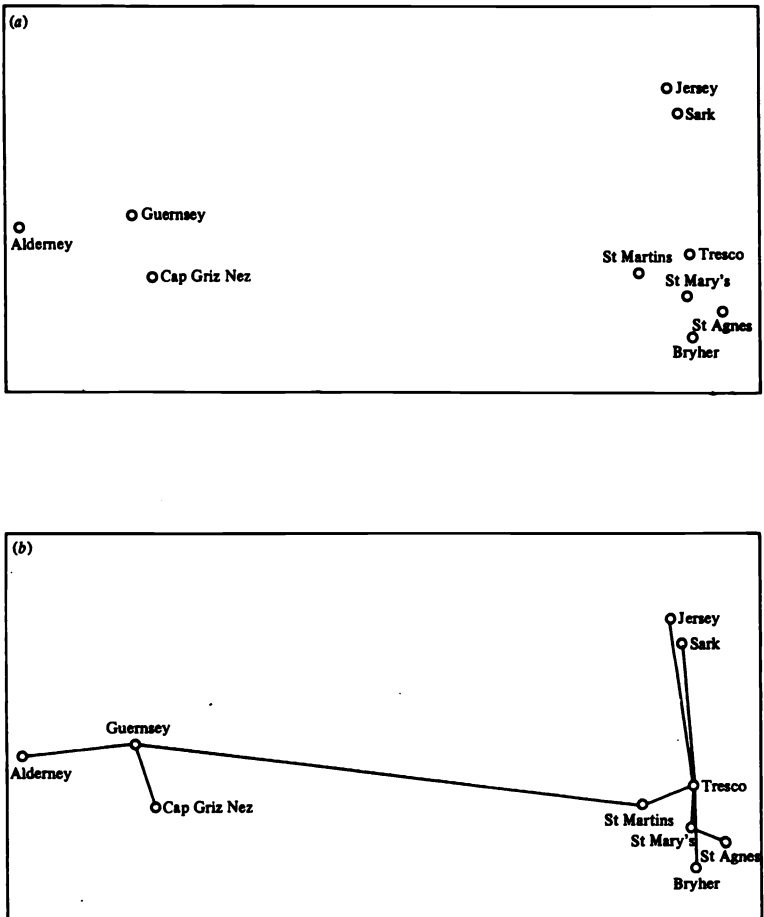 (a)
Jersey
Sark
Guernsey
Alderney
Cap Griz Nez
St Martins
Tresco
St Mary's
St Agnes
Bryher
(b)
Jersey
Sark
Guernsey
Alderney
Cap Griz Nez
Tresco
St Martins
St Mary's
St Agnes
Bryher